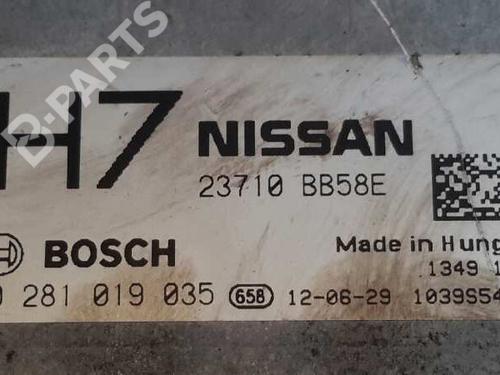 H7
NISSAN
23710 BB58E
BOSCH
Made in Hung
0 281 019 035 658 12-06-29 1039S54
1349 1
B-PARTS